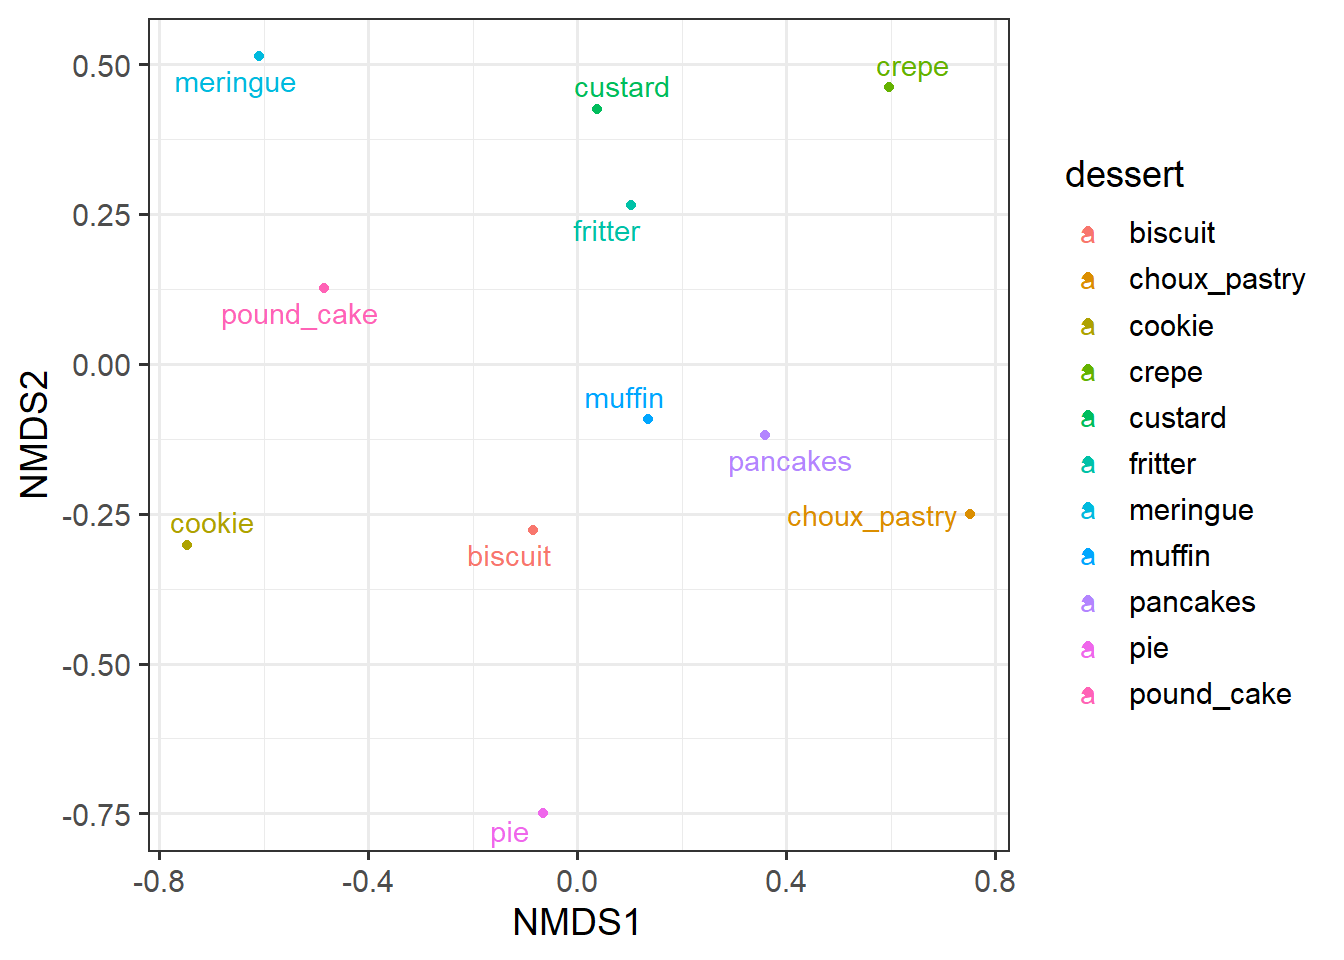 0.50
0.25
0.00
-0.25
-0.50
-0.75
NMDS2
meringue
custard
crepe
fritter
pound_cake
muffin
pancakes
cookie
choux_pastry
biscuit
pie
-0.8
-0.4
0.0
0.4
0.8
NMDS1
dessert
a biscuit
a choux_pastry
a cookie
a crepe
a custard
a fritter
a meringue
a muffin
a pancakes
a pie
a pound_cake